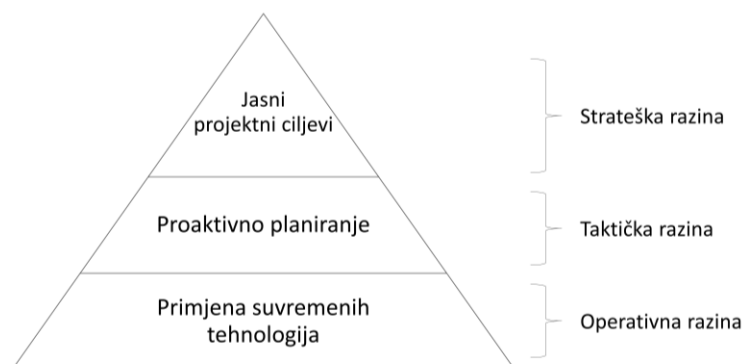 Jasni
projektni ciljevi
Strateška razina
Proaktivno planiranje
Taktička razina
Primjena suvremenih
tehnologija
Operativna razina